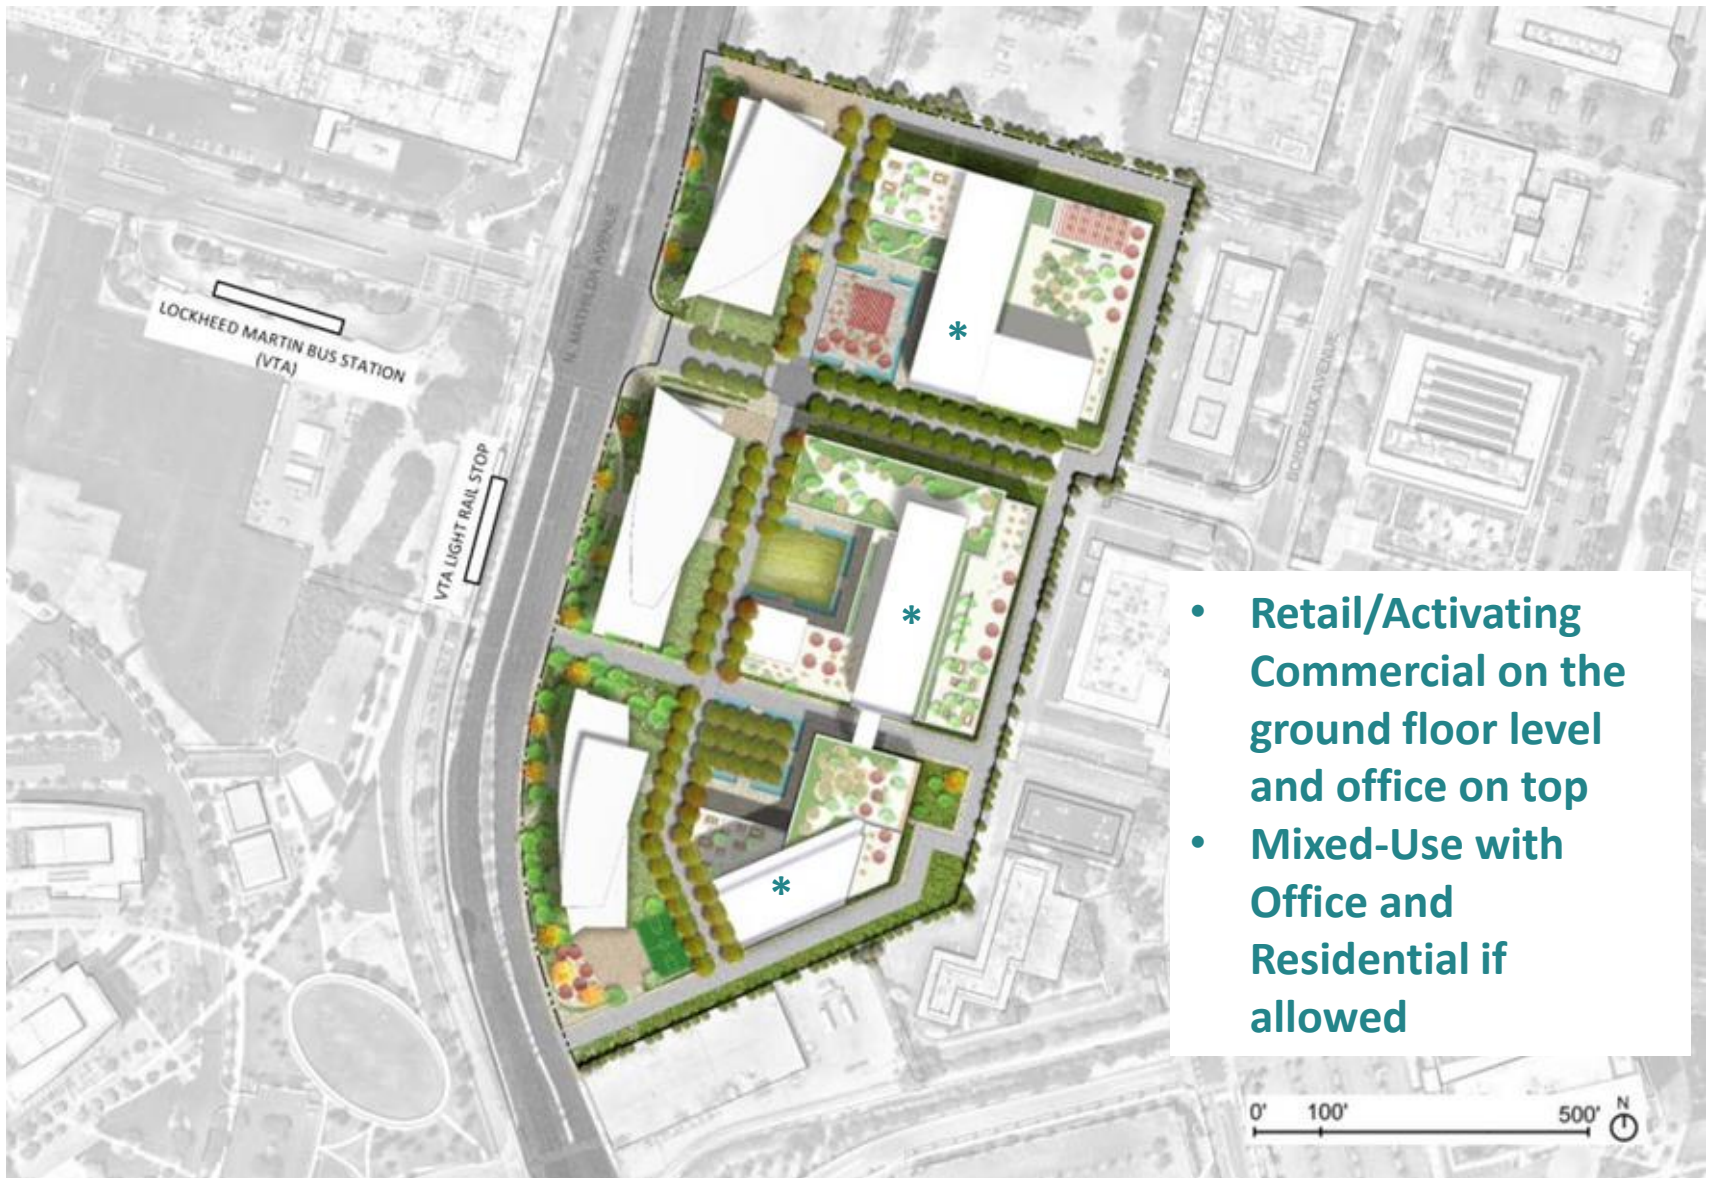 N. MATHILDA AVENUE
LOCKHEED MARTIN BUS STATION
(VTA)
*
BORDEAUX AVENUE
VTA LIGHT RAIL STOP
*
• Retail/Activating
Commercial on the
ground floor level
and office on top
• Mixed-Use with
Office and
Residential if
allowed
*
0' 100' 500' N